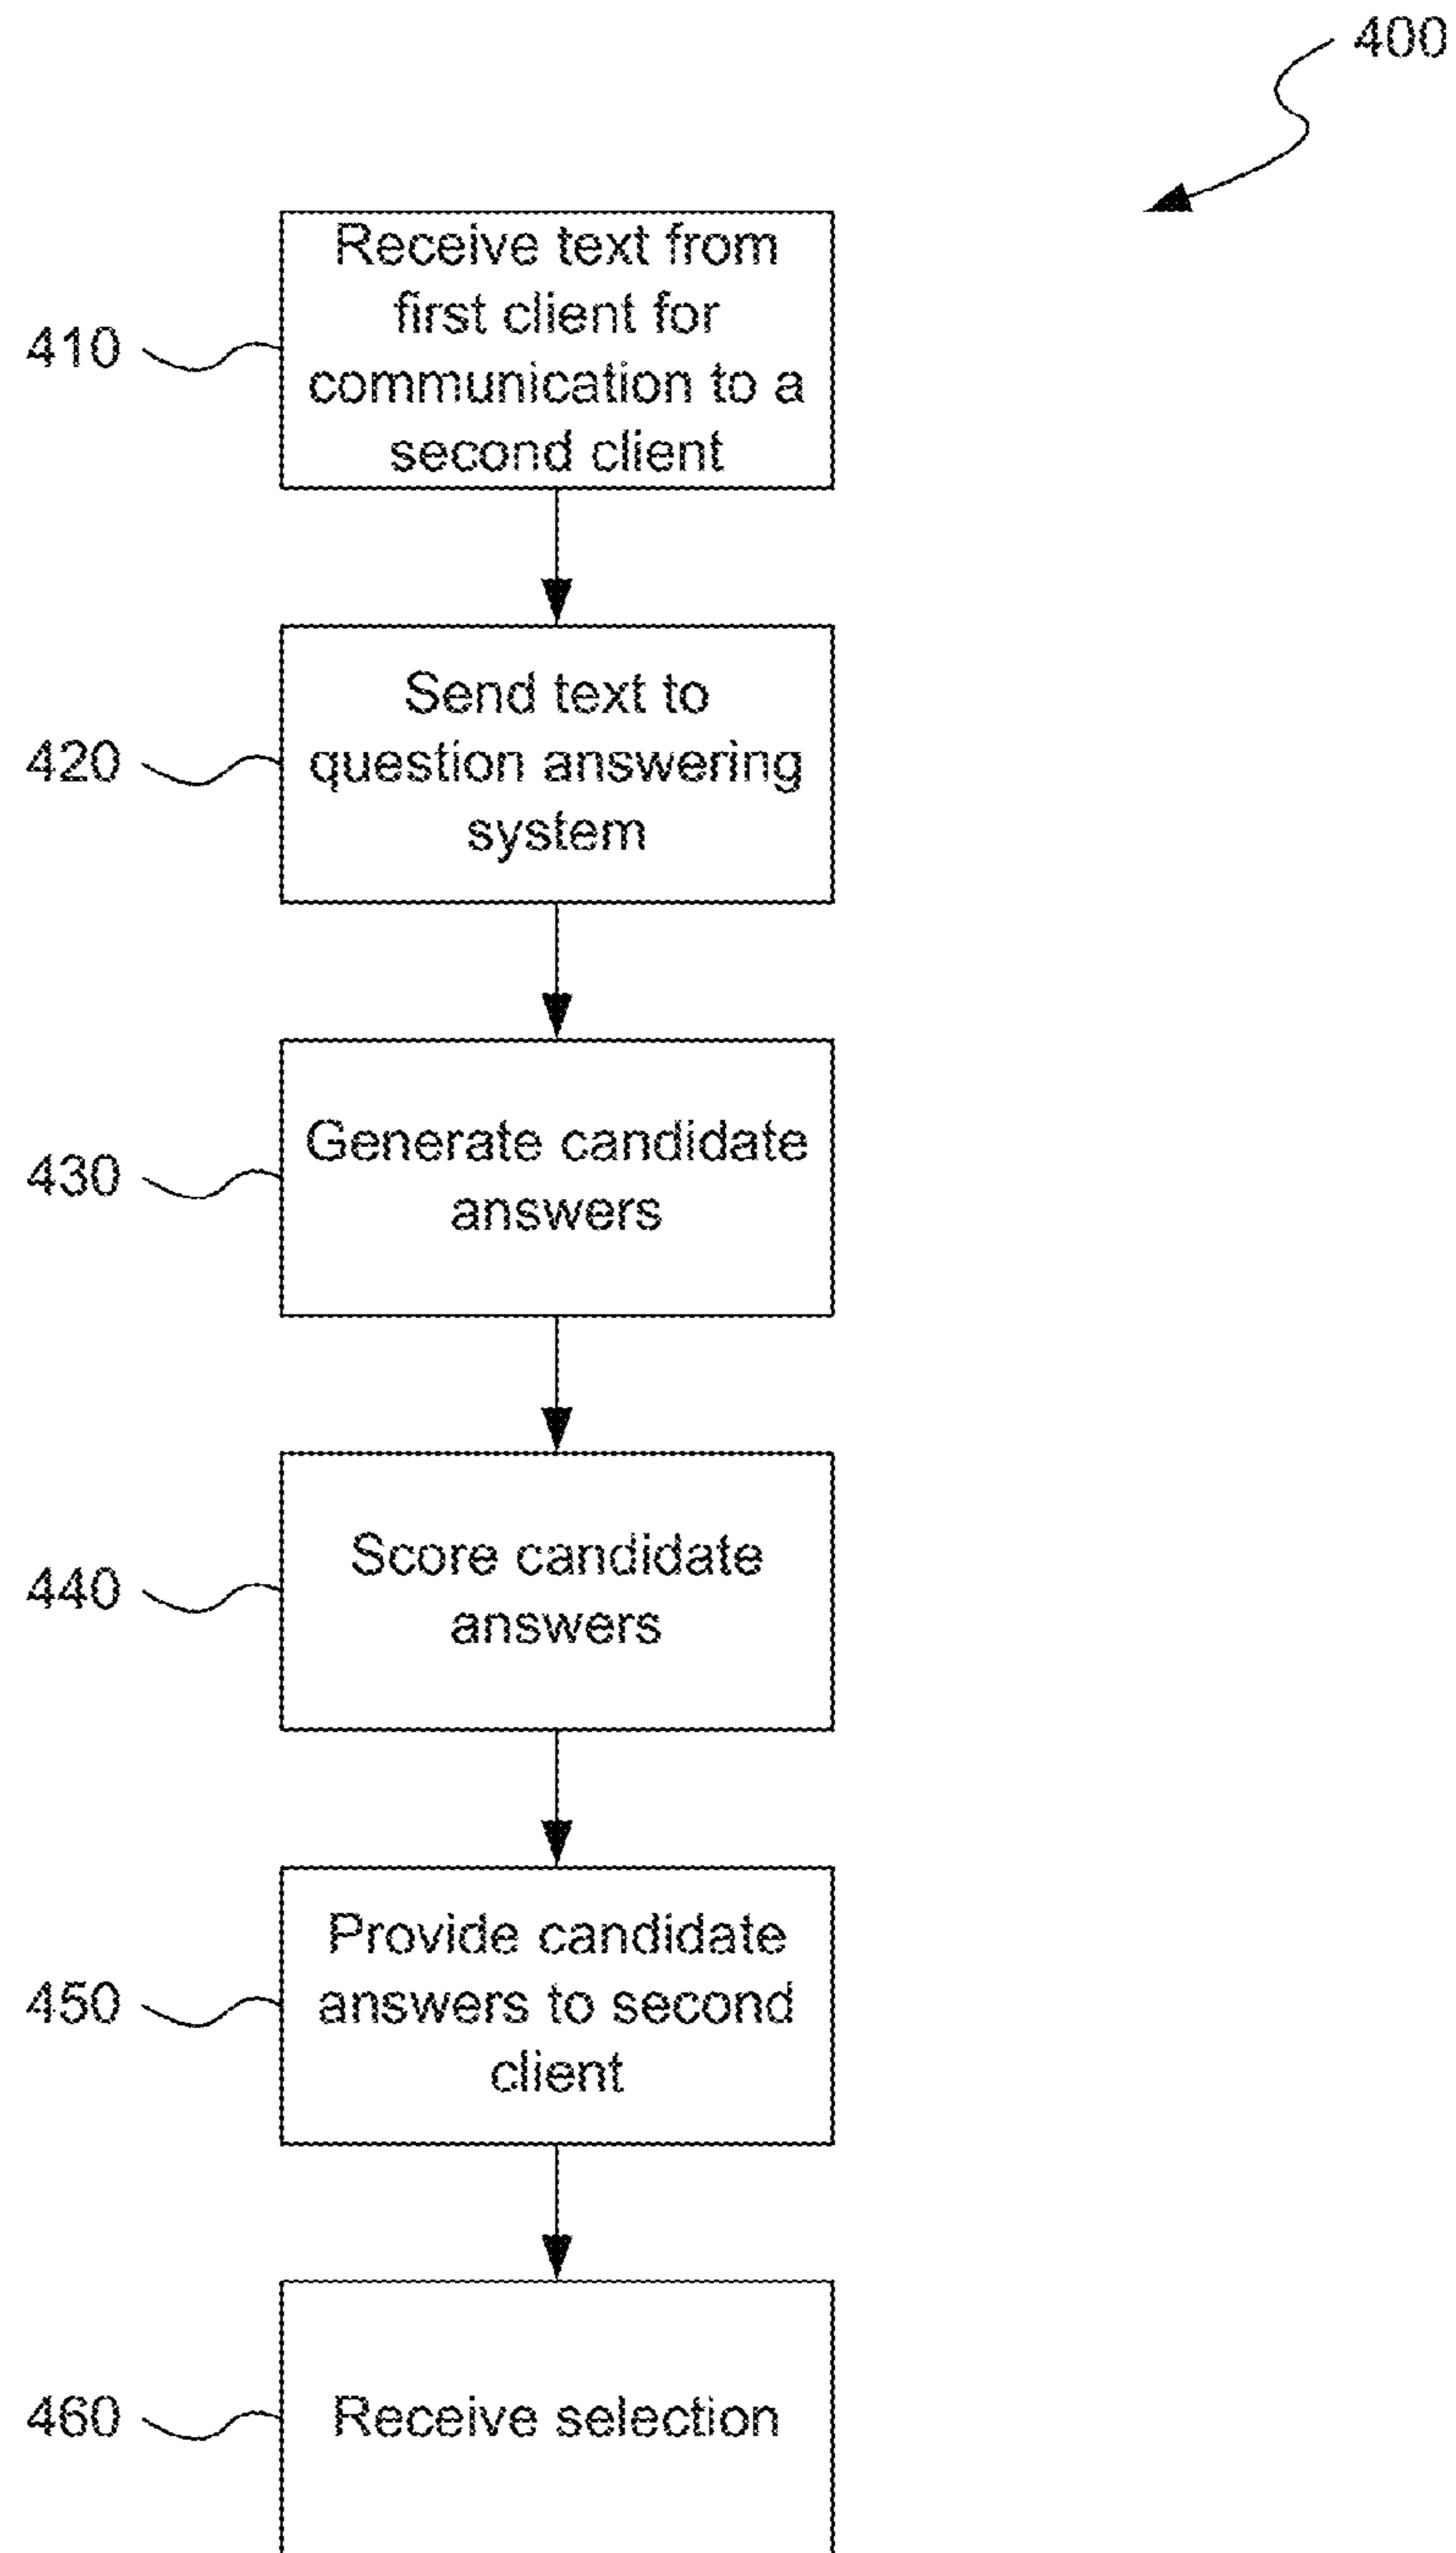 400
Receive text from
first client for
410
communication to a
second client
Send text to
420
question answering
system
Generate candidate
430
answers
Score candidate
440
answers
Provide candidate
450
answers to second
client
460
Receive selection